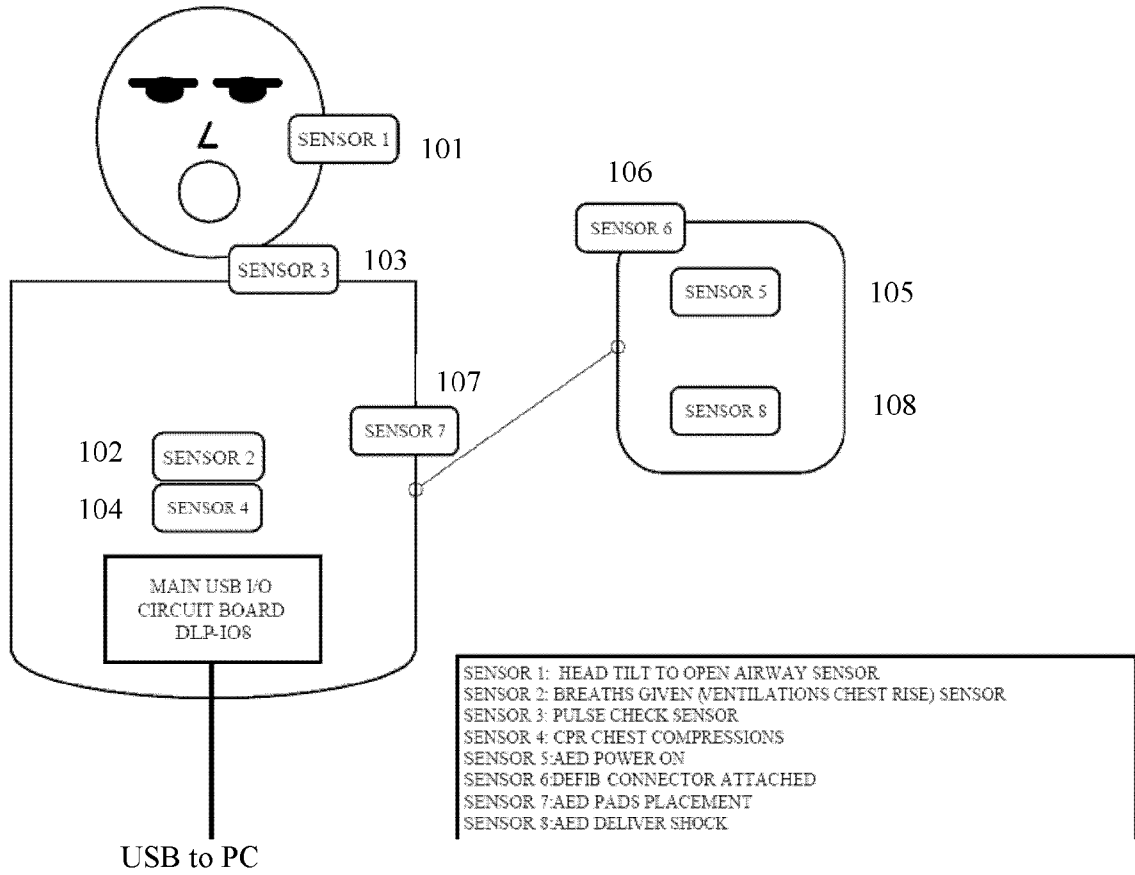 SENSOR 1
101
106
SENSOR 6
SENSOR 3
103
SENSOR 5
105
107
SENSOR 7
SENSOR 8
108
102
SENSOR 2
104
SENSOR 4
MAIN USB I/O
CIRCUIT BOARD
DLP-IO8
SENSOR 1:  HEAD TILT TO OPEN AIRWAY SENSOR
SENSOR 2: BREATHS GIVEN (VENTILATIONS CHEST RISE) SENSOR
SENSOR 3: PULSE CHECK SENSOR
SENSOR 4: CPR CHEST COMPRESSIONS
SENSOR 5:AED POWER ON
SENSOR 6:DEFIB CONNECTOR ATTACHED
SENSOR 7:AED PADS PLACEMENT
SENSOR 8:AED DELIVER SHOCK
USB to PC